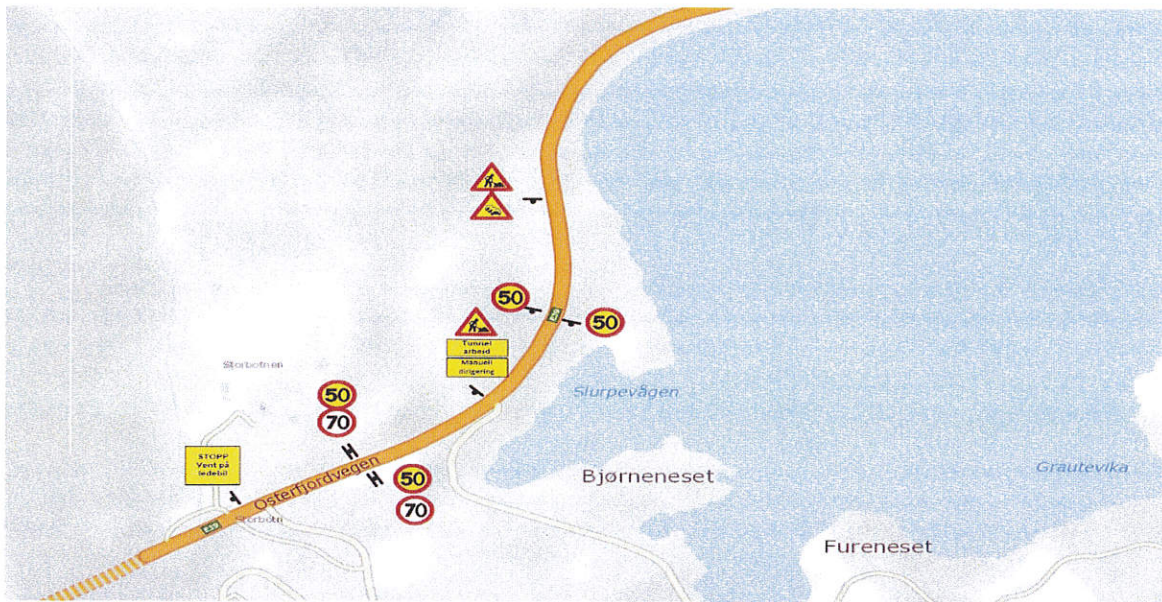 50
E39
50
Tunnel
arbeid
Manuell
dirigering
Storbotnen
Slurpevågen
50
70
STOPP
Vent på
ledebil
Osterfjordvegen
50
70
Bjørneneset
Grautevika
Storbotn
E39
Fureneset